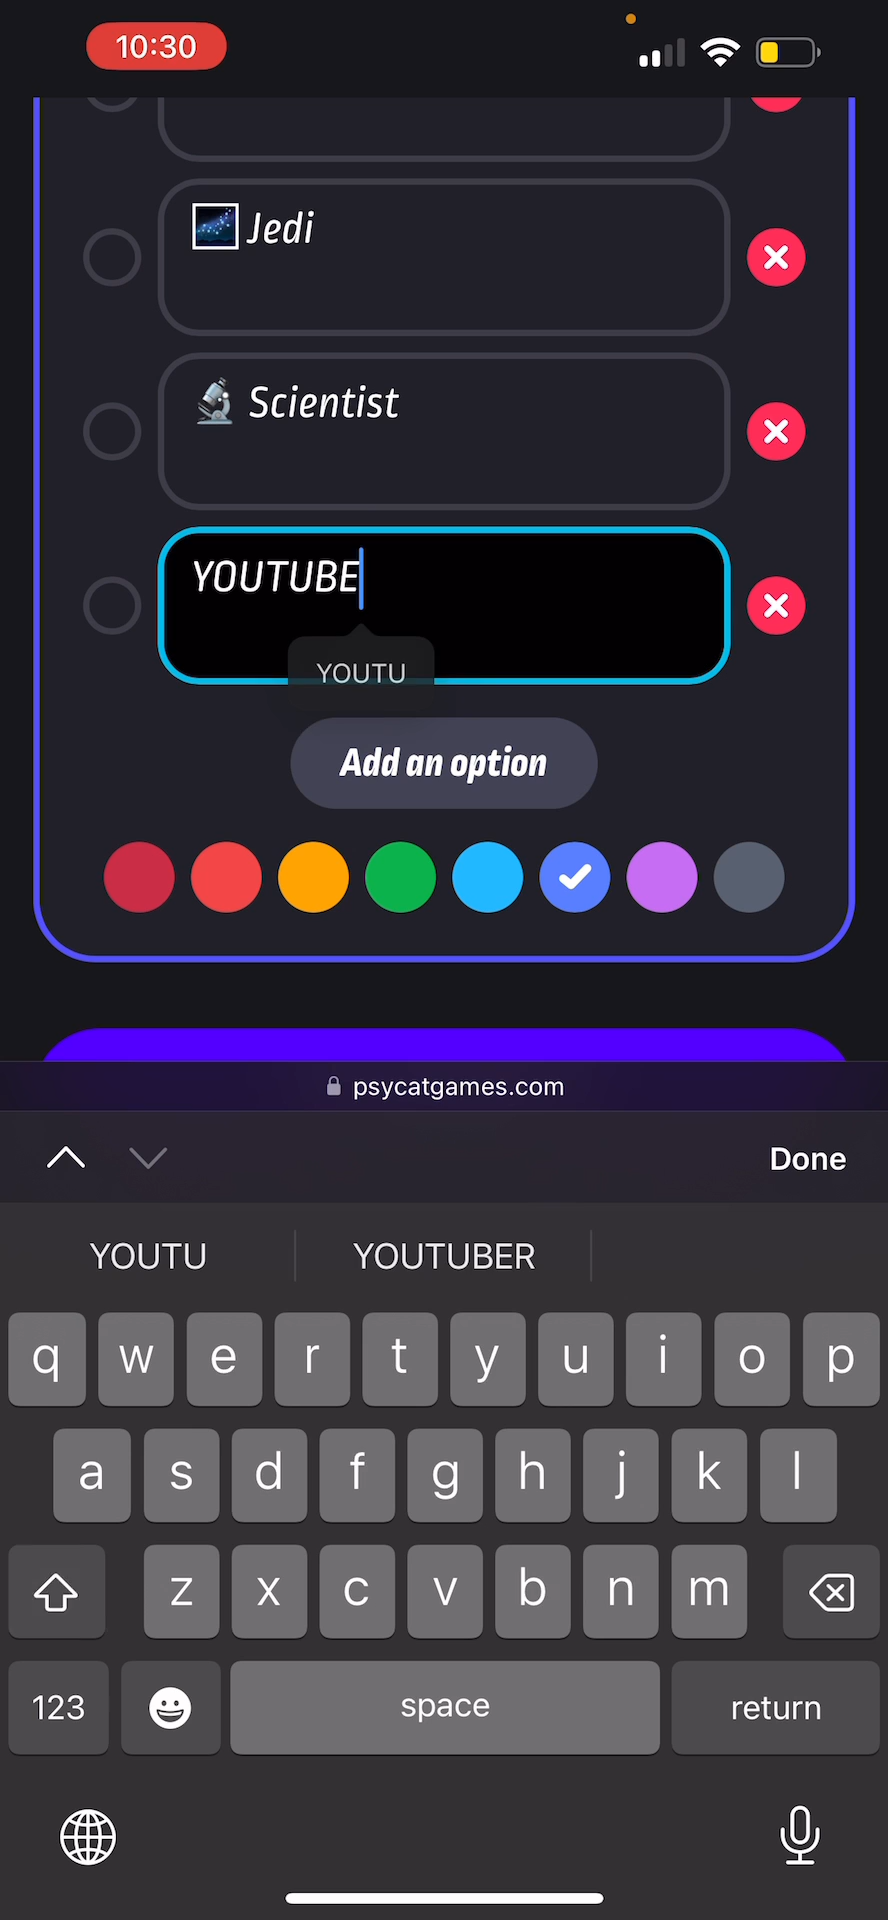 10:30
Jedi
Scientist
YOUTUBE
YOUTU
Add an option
psycatgames.com
Done
YOUTU YOUTUBER
q w e r t y u i o p
a s d f g h j k l
z x c v b n m
123 space return